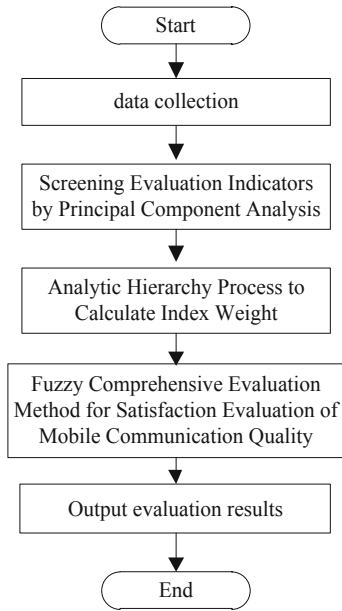 Start
data collection
Screening Evaluation Indicators
by Principal Component Analysis
Analytic Hierarchy Process to
Calculate Index Weight
Fuzzy Comprehensive Evaluation
Method for Satisfaction Evaluation of
Mobile Communication Quality
Output evaluation results
End